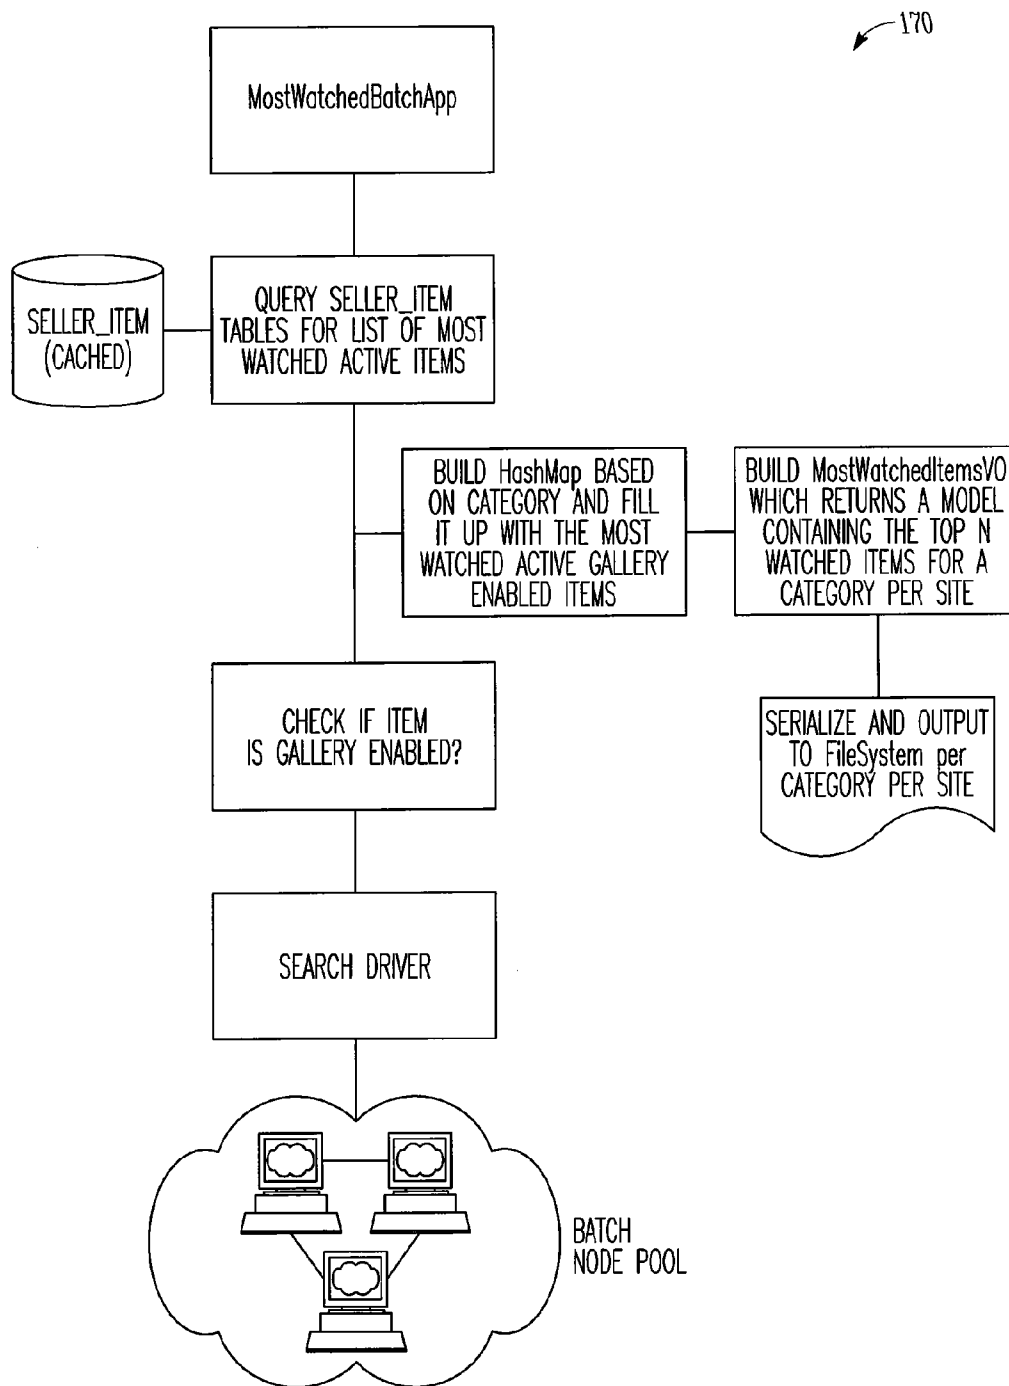 170
MostWatchedBatchApp
SELLER_ITEM
(CACHED)
QUERY SELLER_ITEM
TABLES FOR LIST OF MOST
WATCHED ACTIVE ITEMS
BUILD HashMap BASED
ON CATEGORY AND FILL
IT UP WITH THE MOST
WATCHED ACTIVE GALLERY
ENABLED ITEMS
BUILD MostWatchedItemsVO
WHICH RETURNS A MODEL
CONTAINING THE TOP N
WATCHED ITEMS FOR A
CATEGORY PER SITE
CHECK IF ITEM
IS GALLERY ENABLED?
SERIALIZE AND OUTPUT
TO FileSystem per
CATEGORY PER SITE
SEARCH DRIVER
BATCH
NODE POOL